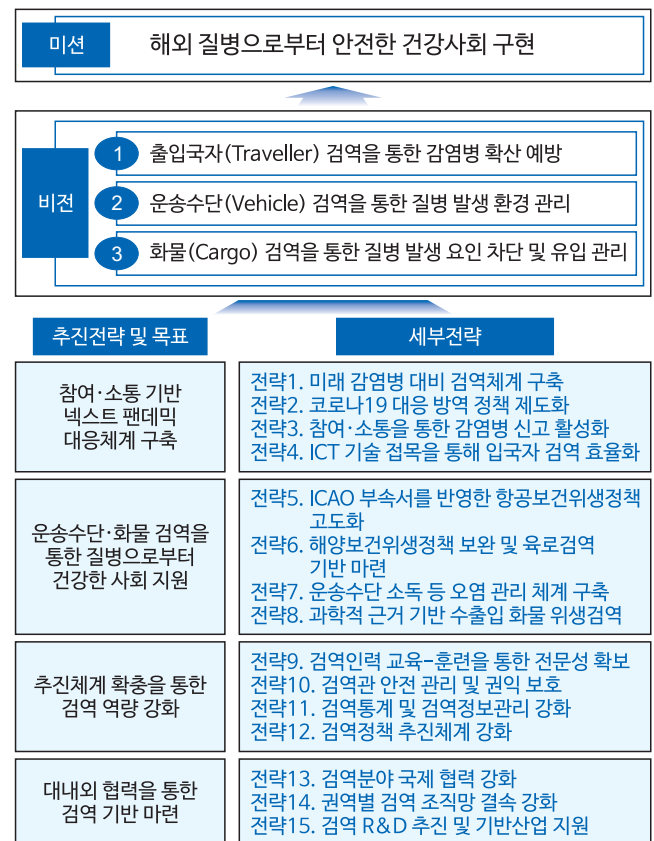 미션
해외 질병으로부터 안전한 건강사회 구현
비전
1 출입국자(Traveller) 검역을 통한 감염병 확산 예방
2 운송수단(Vehicle) 검역을 통한 질병 발생 환경 관리
3 화물(Cargo) 검역을 통한 질병 발생 요인 차단 및 유입 관리
추진전략 및 목표
세부전략
참여·소통 기반
넥스트 팬데믹
대응체계 구축
전략1. 미래 감염병 대비 검역체계 구축
전략2. 코로나19 대응 방역 정책 제도화
전략3. 참여·소통을 통한 감염병 신고 활성화
전략4. ICT 기술 접목을 통해 입국자 검역 효율화
운송수단·화물 검역을
통한 질병으로부터
건강한 사회 지원
전략5. ICAO 부속서를 반영한 항공보건위생정책
고도화
전략6. 해양보건위생정책 보완 및 육로검역
기반 마련
전략7. 운송수단 소독 등 오염 관리 체계 구축
전략8. 과학적 근거 기반 수출입 화물 위생검역
추진체계 확충을 통한
검역 역량 강화
전략9. 검역인력 교육-훈련을 통한 전문성 확보
전략10. 검역관 안전 관리 및 권익 보호
전략11. 검역통계 및 검역정보관리 강화
전략12. 검역정책 추진체계 강화
대내외 협력을 통한
검역 기반 마련
전략13. 검역분야 국제 협력 강화
전략14. 권역별 검역 조직망 결속 강화
전략15. 검역 R&D 추진 및 기반산업 지원